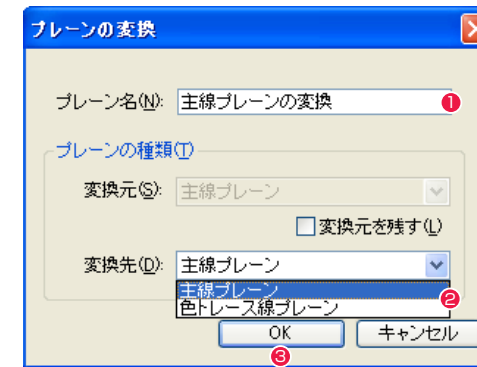 プレーンの変換
プレーン名(N): 主線プレーンの変換 1
プレーンの種類(T)
変換元(S): 主線プレーン
変換元を残す(L)
変換先(D): 主線プレーン
主線プレーン
色トレース線プレーン 2
OK キャンセル
3